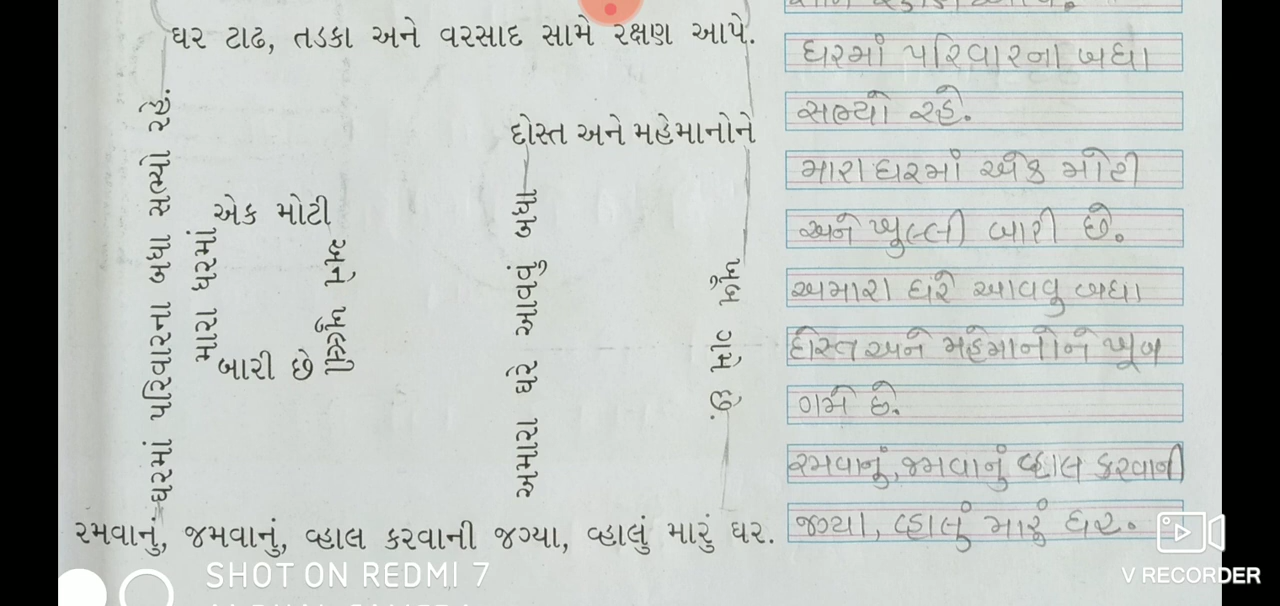 ઘર ટાઢ, તડકા અને વરસાદ સામે રક્ષણ આપે.
ઘરમાં પરિવારના બધા સભ્યો રહે.
મારા ઘરમાં
એક મોટી
અને ખુલ્લી
બારી છે
અમારા ઘરે આવવું બધા
દોસ્ત અને મહેમાનોને
ખૂબ ગમે છે.
રમવાનું, જમવાનું, વ્હાલ કરવાની જગ્યા, વ્હાલું મારું ઘર.
ઘરમાં પરિવારના બધા
સભ્યો રહે.
મારા ઘરમાં એક મોટી
અને ખુલ્લી બારી છે.
અમારા ઘરે આવવુ બધા
દોસ્ત અને મહેમાનોને ખૂબ
ગમે છે.
રમવાનું, જમવાનું વ્હાલ કરવાની
જગ્યા, વ્હાલું મારૂં ઘર.
SHOT ON REDMI 7
V RECORDER